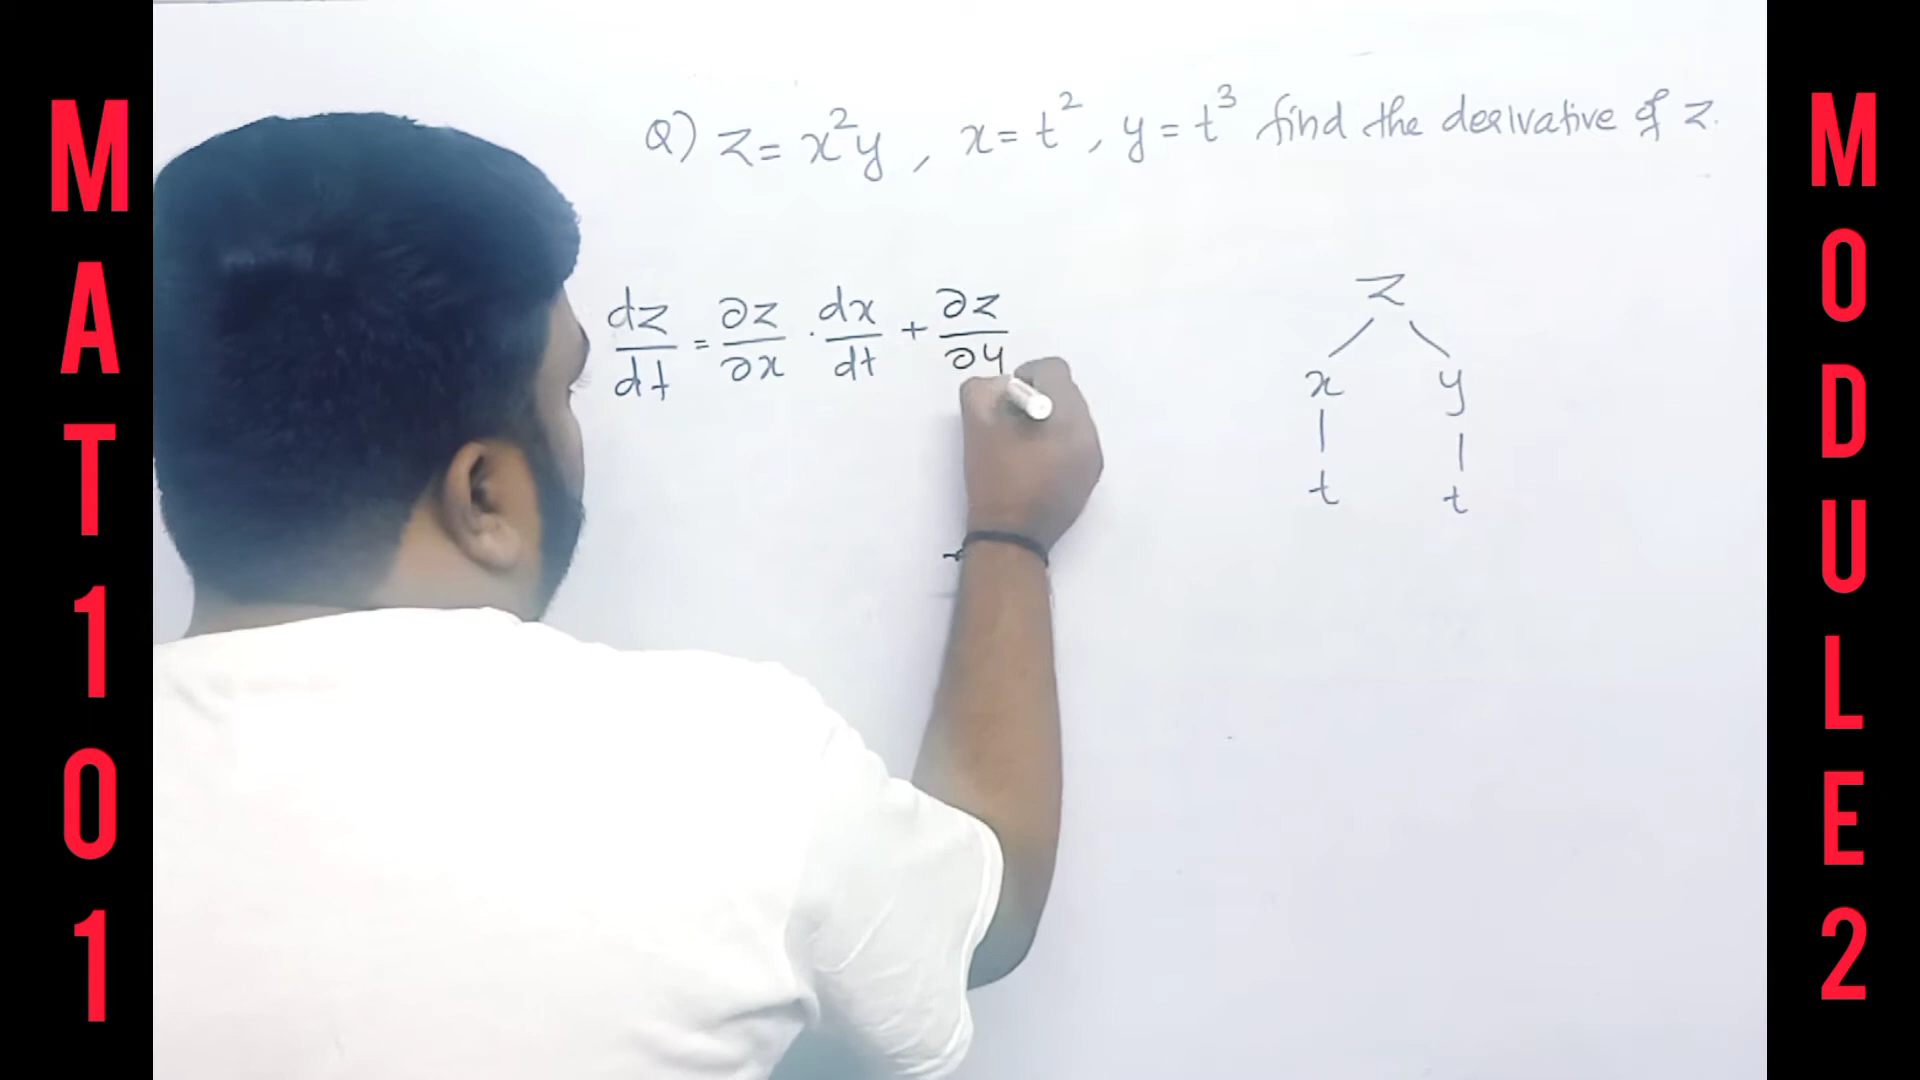 MAT101
Q) z = x²y , x = t² , y = t³ find the derivative of z.
dz/dt = ∂z/∂x · dx/dt + ∂z/∂y
z
x y
t t
MODULE2